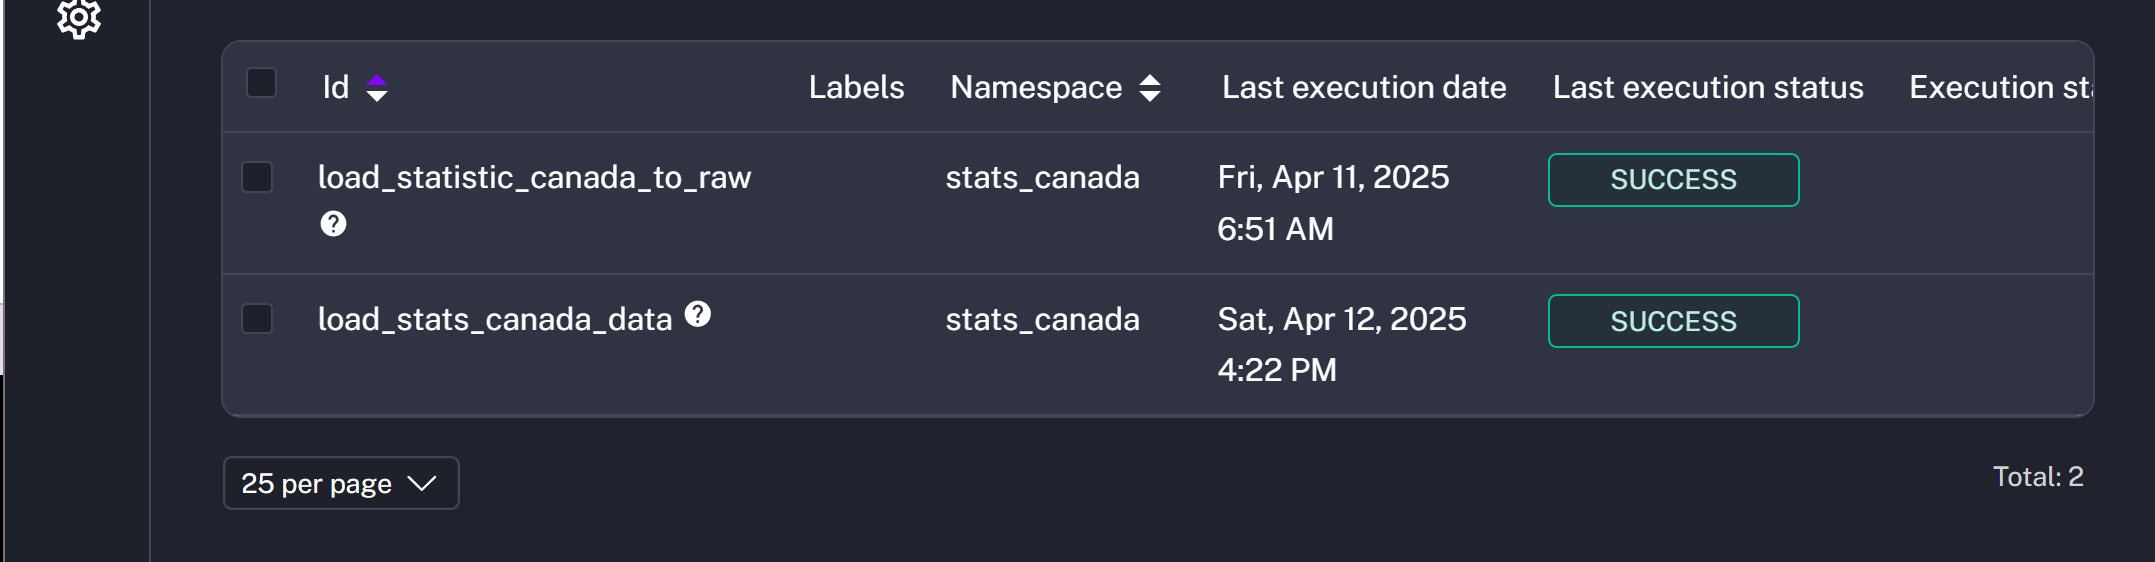 Id Labels Namespace Last execution date Last execution status Execution
load_statistic_canada_to_raw stats_canada Fri, Apr 11, 2025 SUCCESS
6:51 AM
load_stats_canada_data stats_canada Sat, Apr 12, 2025 SUCCESS
4:22 PM
25 per page Total: 2